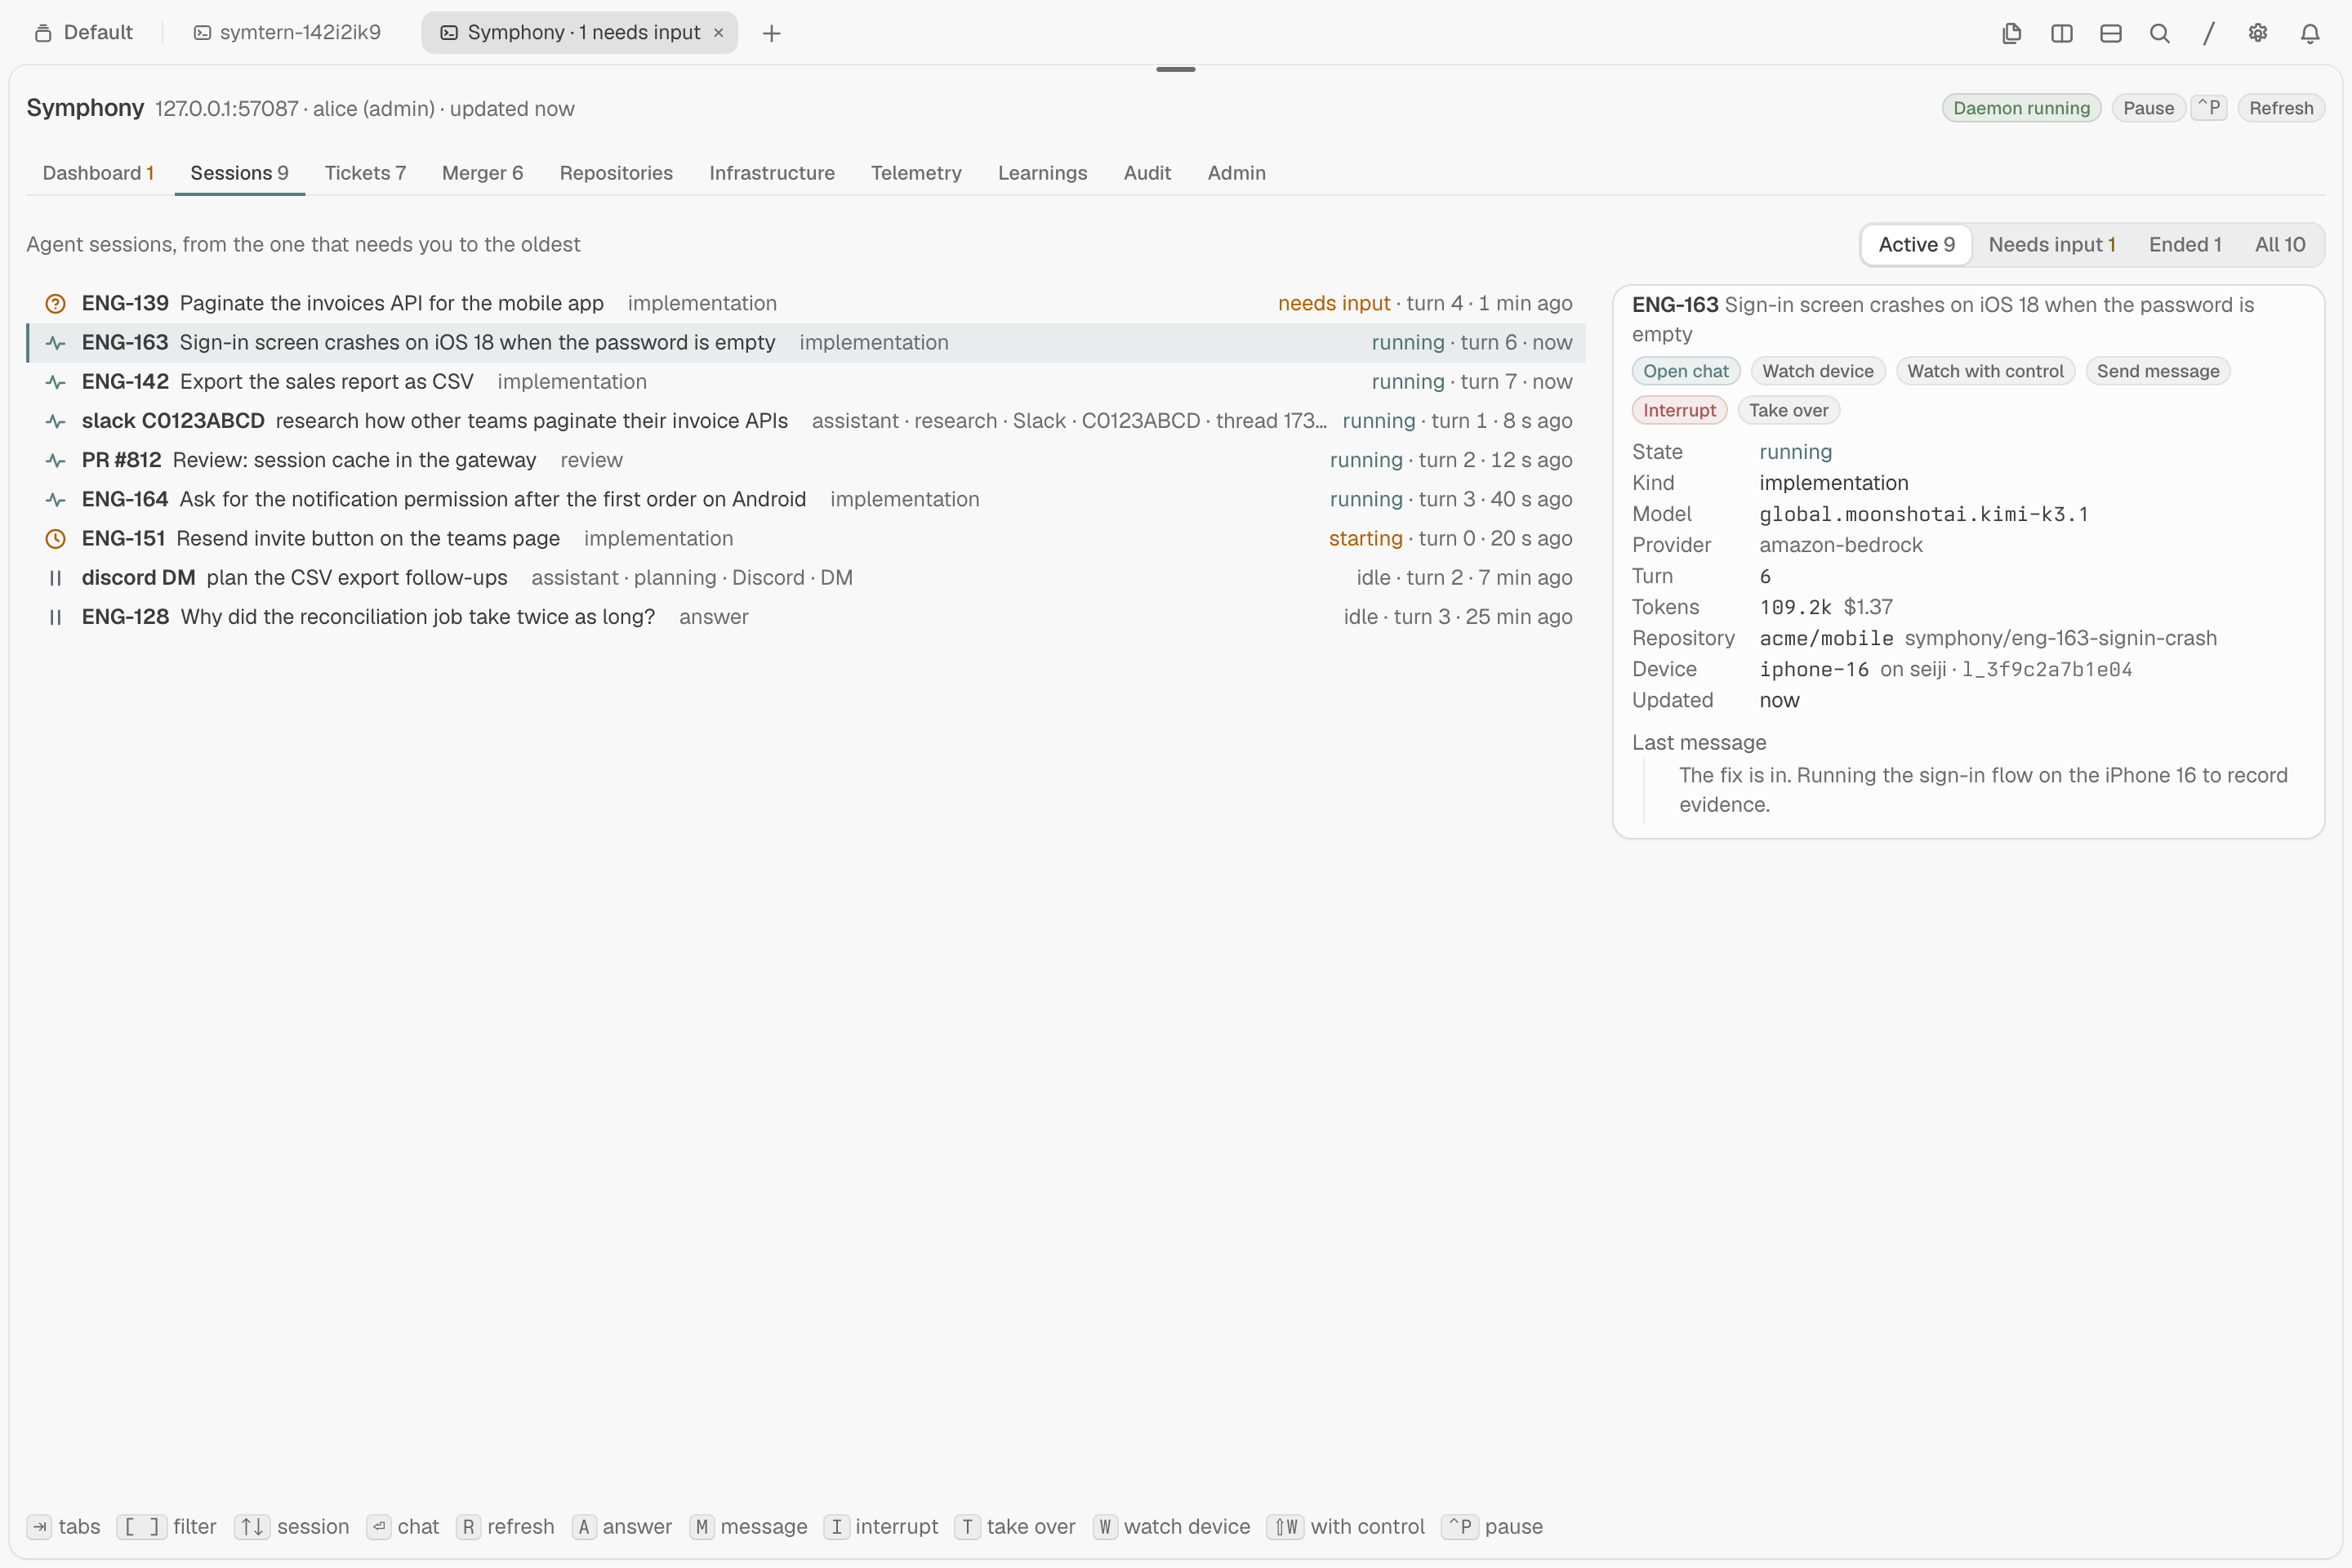 Default
symtern-142i2ik9
Symphony · 1 needs input ×
Symphony 127.0.0.1:57087 · alice (admin) · updated now
Daemon running Pause ^P Refresh
Dashboard 1 Sessions 9 Tickets 7 Merger 6 Repositories Infrastructure Telemetry Learnings Audit Admin
Agent sessions, from the one that needs you to the oldest
Active 9 Needs input 1 Ended 1 All 10
ENG-139 Paginate the invoices API for the mobile app implementation needs input · turn 4 · 1 min ago
ENG-163 Sign-in screen crashes on iOS 18 when the password is empty implementation running · turn 6 · now
ENG-142 Export the sales report as CSV implementation running · turn 7 · now
slack C0123ABCD research how other teams paginate their invoice APIs assistant · research · Slack · C0123ABCD · thread 173… running · turn 1 · 8 s ago
PR #812 Review: session cache in the gateway review running · turn 2 · 12 s ago
ENG-164 Ask for the notification permission after the first order on Android implementation running · turn 3 · 40 s ago
ENG-151 Resend invite button on the teams page implementation starting · turn 0 · 20 s ago
discord DM plan the CSV export follow-ups assistant · planning · Discord · DM idle · turn 2 · 7 min ago
ENG-128 Why did the reconciliation job take twice as long? answer idle · turn 3 · 25 min ago
ENG-163 Sign-in screen crashes on iOS 18 when the password is
empty
Open chat Watch device Watch with control Send message
Interrupt Take over
State running
Kind implementation
Model global.moonshotai.kimi-k3.1
Provider amazon-bedrock
Turn 6
Tokens 109.2k $1.37
Repository acme/mobile symphony/eng-163-signin-crash
Device iphone-16 on seiji · l_3f9c2a7b1e04
Updated now
Last message
The fix is in. Running the sign-in flow on the iPhone 16 to record
evidence.
⇥ tabs [ ] filter ↑↓ session ⏎ chat R refresh A answer M message I interrupt T take over W watch device ⇧W with control ^P pause